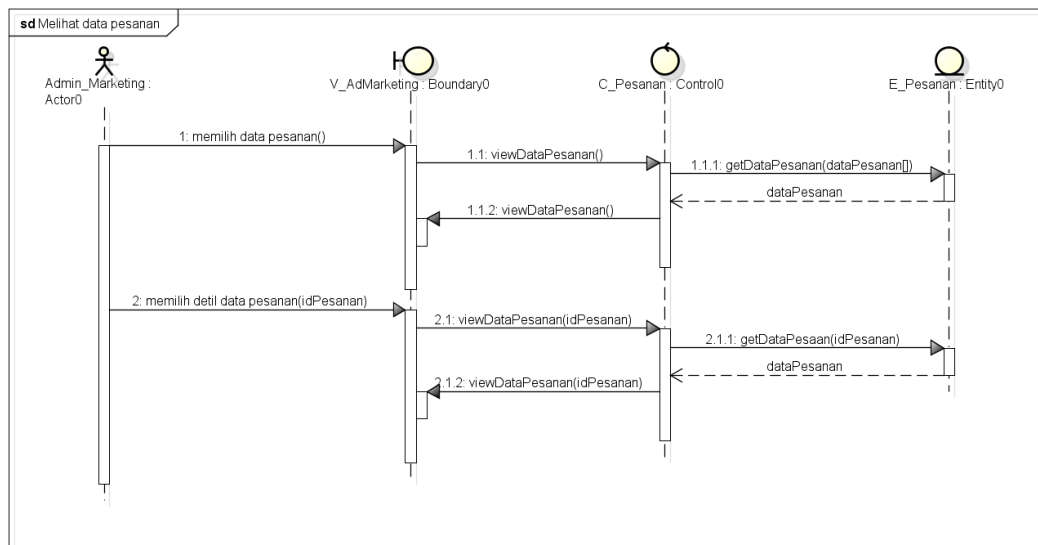 sd Melihat data pesanan
Admin_Marketing :
Actor0
V_AdMarketing : Boundary0
C_Pesanan : Control0
E_Pesanan : Entity0
1: memilih data pesanan()
1.1: viewDataPesanan()
1.1.1: getDataPesanan(dataPesanan[])
dataPesanan
1.1.2: viewDataPesanan()
2: memilih detil data pesanan(idPesanan)
2.1: viewDataPesanan(idPesanan)
2.1.1: getDataPesaan(idPesanan)
dataPesanan
2.1.2: viewDataPesanan(idPesanan)